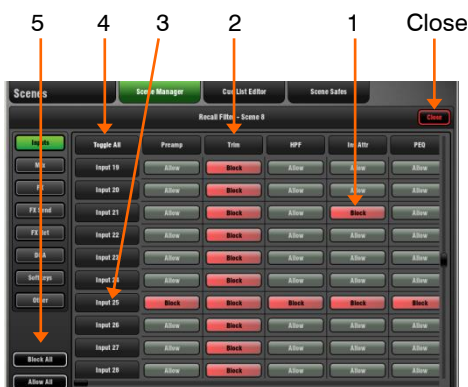 5 4 3 2 1 Close
Scenes Scene Manager Cue List Editor Scene Safes
Recall Filter - Scene 8 Close
Inputs Toggle All Preamp Trim HPF Ins Attr PEQ
Input 19 Allow Block Allow Allow Allow
Mix Input 20 Allow Block Allow Allow Allow
FX Send Input 21 Allow Block Allow Block Allow
FX Ret Input 22 Allow Block Allow Allow Allow
DCA Input 23 Allow Block Allow Allow Allow
SoftKeys Input 24 Allow Block Allow Allow Allow
Other Input 25 Block Block Block Block Block
Input 26 Allow Block Allow Allow Allow
Input 27 Allow Block Allow Allow Allow
Block All Input 28 Allow Block Allow Allow Allow
Allow All